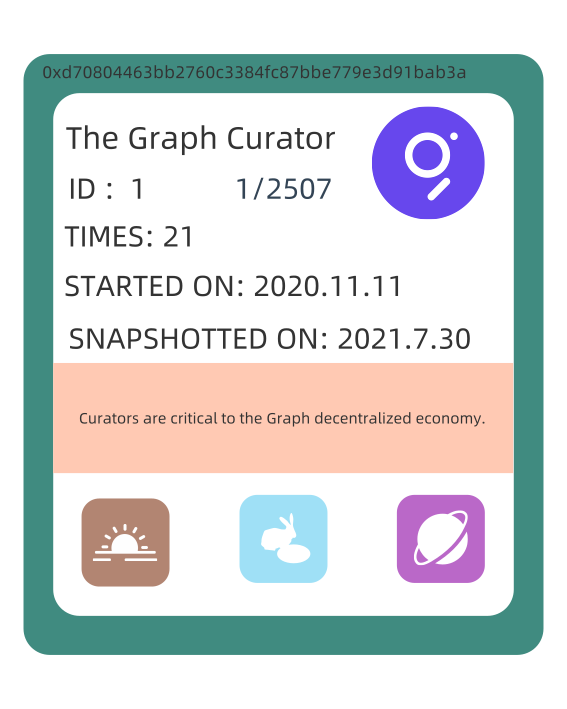 0xd70804463bb2760c3384fc87bbe779e3d91bab3a
The Graph Curator
ID : 1 1/2507
TIMES: 21
STARTED ON: 2020.11.11
SNAPSHOTTED ON: 2021.7.30
Curators are critical to the Graph decentralized economy.